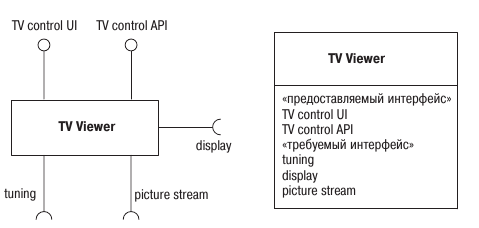 TV control UI
TV control API
TV Viewer
display
tuning
picture stream
TV Viewer
«предоставляемый интерфейс»
TV control UI
TV control API
«требуемый интерфейс»
tuning
display
picture stream